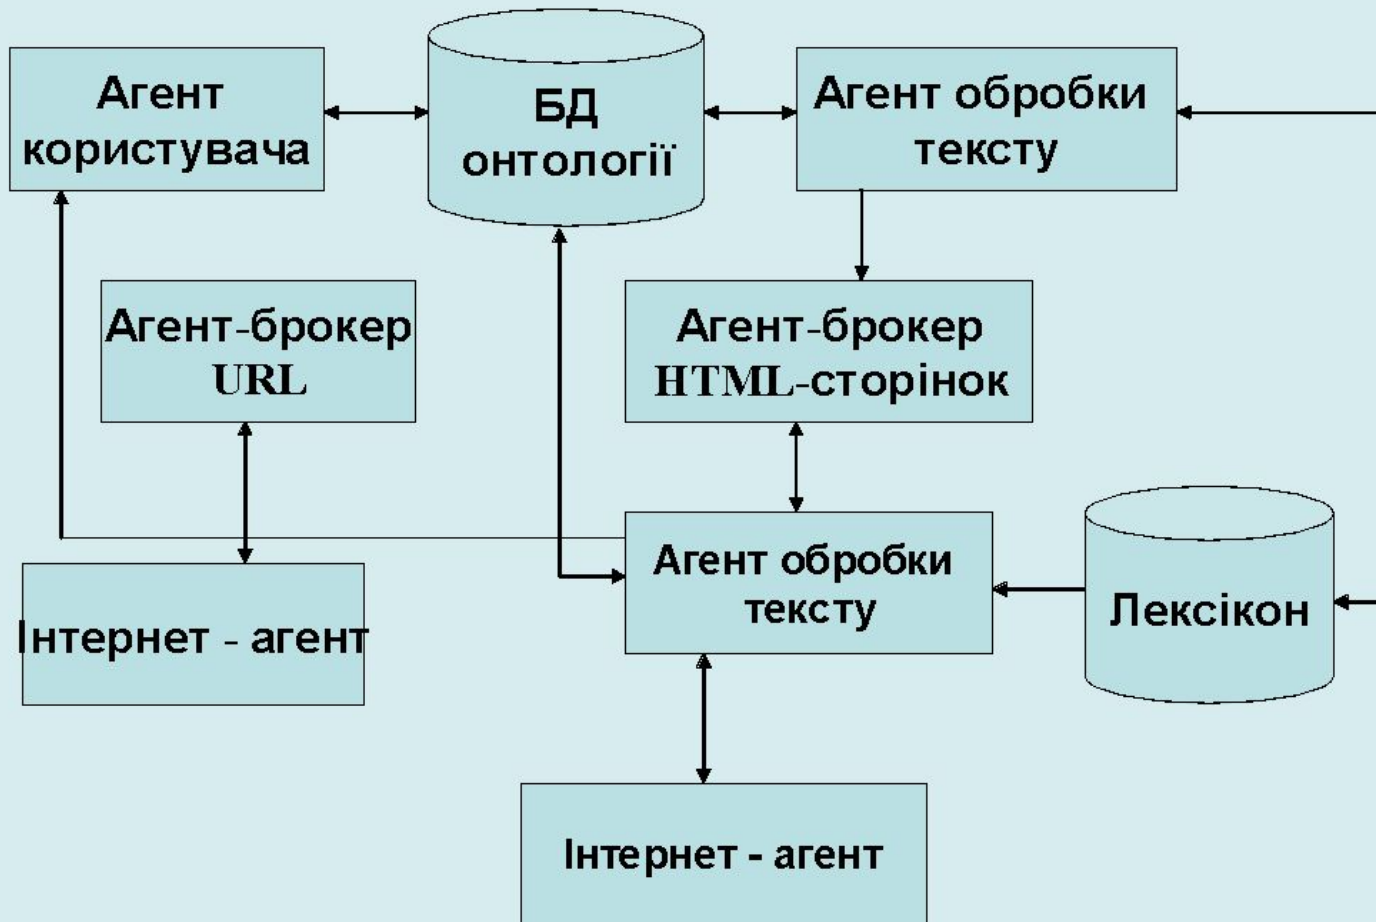 Агент
користувача
БД
онтології
Агент обробки
тексту
Агент-брокер
URL
Агент-брокер
HTML-сторінок
Агент обробки
тексту
Лексікон
Інтернет - агент
Інтернет - агент